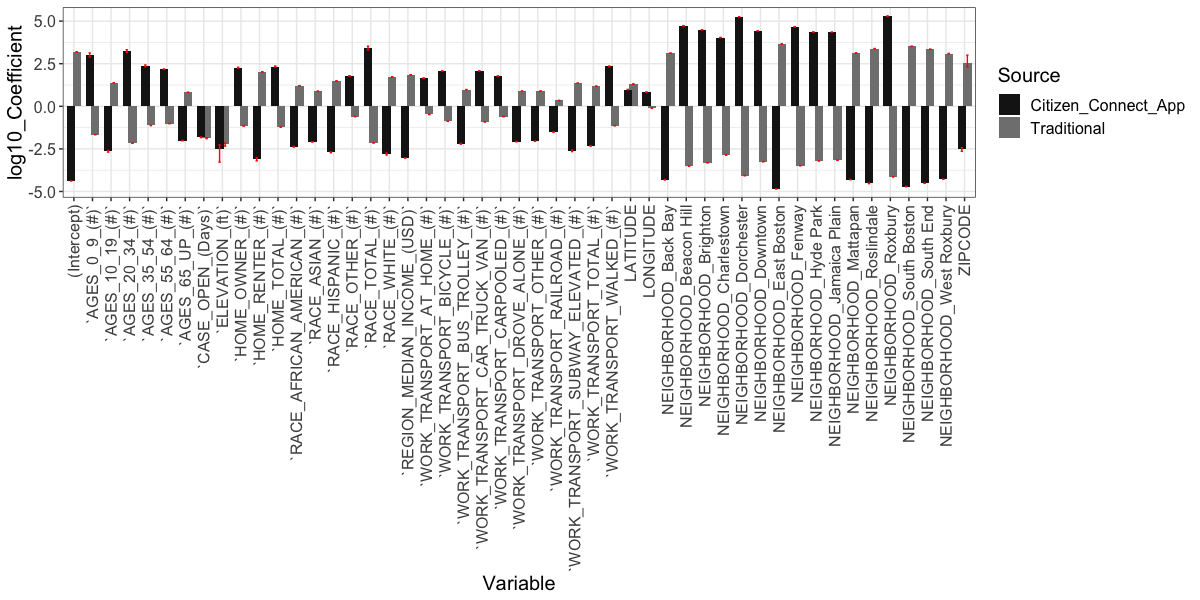 log10_Coefficient
5.0
2.5
0.0
-2.5
-5.0
(Intercept)
`AGES_0_9_(#)`
`AGES_10_19_(#)`
`AGES_20_34_(#)`
`AGES_35_54_(#)`
`AGES_55_64_(#)`
`AGES_65_UP_(#)`
`CASE_OPEN_(Days)`
`ELEVATION_(ft)`
`HOME_OWNER_(#)`
`HOME_RENTER_(#)`
`HOME_TOTAL_(#)`
`RACE_AFRICAN_AMERICAN_(#)`
`RACE_ASIAN_(#)`
`RACE_HISPANIC_(#)`
`RACE_OTHER_(#)`
`RACE_TOTAL_(#)`
`RACE_WHITE_(#)`
`REGION_MEDIAN_INCOME_(USD)`
`WORK_TRANSPORT_AT_HOME_(#)`
`WORK_TRANSPORT_BICYCLE_(#)`
`WORK_TRANSPORT_BUS_TROLLEY_(#)`
`WORK_TRANSPORT_CAR_TRUCK_VAN_(#)`
`WORK_TRANSPORT_CARPOOLED_(#)`
`WORK_TRANSPORT_DROVE_ALONE_(#)`
`WORK_TRANSPORT_OTHER_(#)`
`WORK_TRANSPORT_RAILROAD_(#)`
`WORK_TRANSPORT_SUBWAY_ELEVATED_(#)`
`WORK_TRANSPORT_TOTAL_(#)`
`WORK_TRANSPORT_WALKED_(#)`
LATITUDE
LONGITUDE
NEIGHBORHOOD_Back Bay
NEIGHBORHOOD_Beacon Hill
NEIGHBORHOOD_Brighton
NEIGHBORHOOD_Charlestown
NEIGHBORHOOD_Dorchester
NEIGHBORHOOD_Downtown
NEIGHBORHOOD_East Boston
NEIGHBORHOOD_Fenway
NEIGHBORHOOD_Hyde Park
NEIGHBORHOOD_Jamaica Plain
NEIGHBORHOOD_Mattapan
NEIGHBORHOOD_Roslindale
NEIGHBORHOOD_Roxbury
NEIGHBORHOOD_South Boston
NEIGHBORHOOD_South End
NEIGHBORHOOD_West Roxbury
ZIPCODE
Variable
Source
Citizen_Connect_App
Traditional